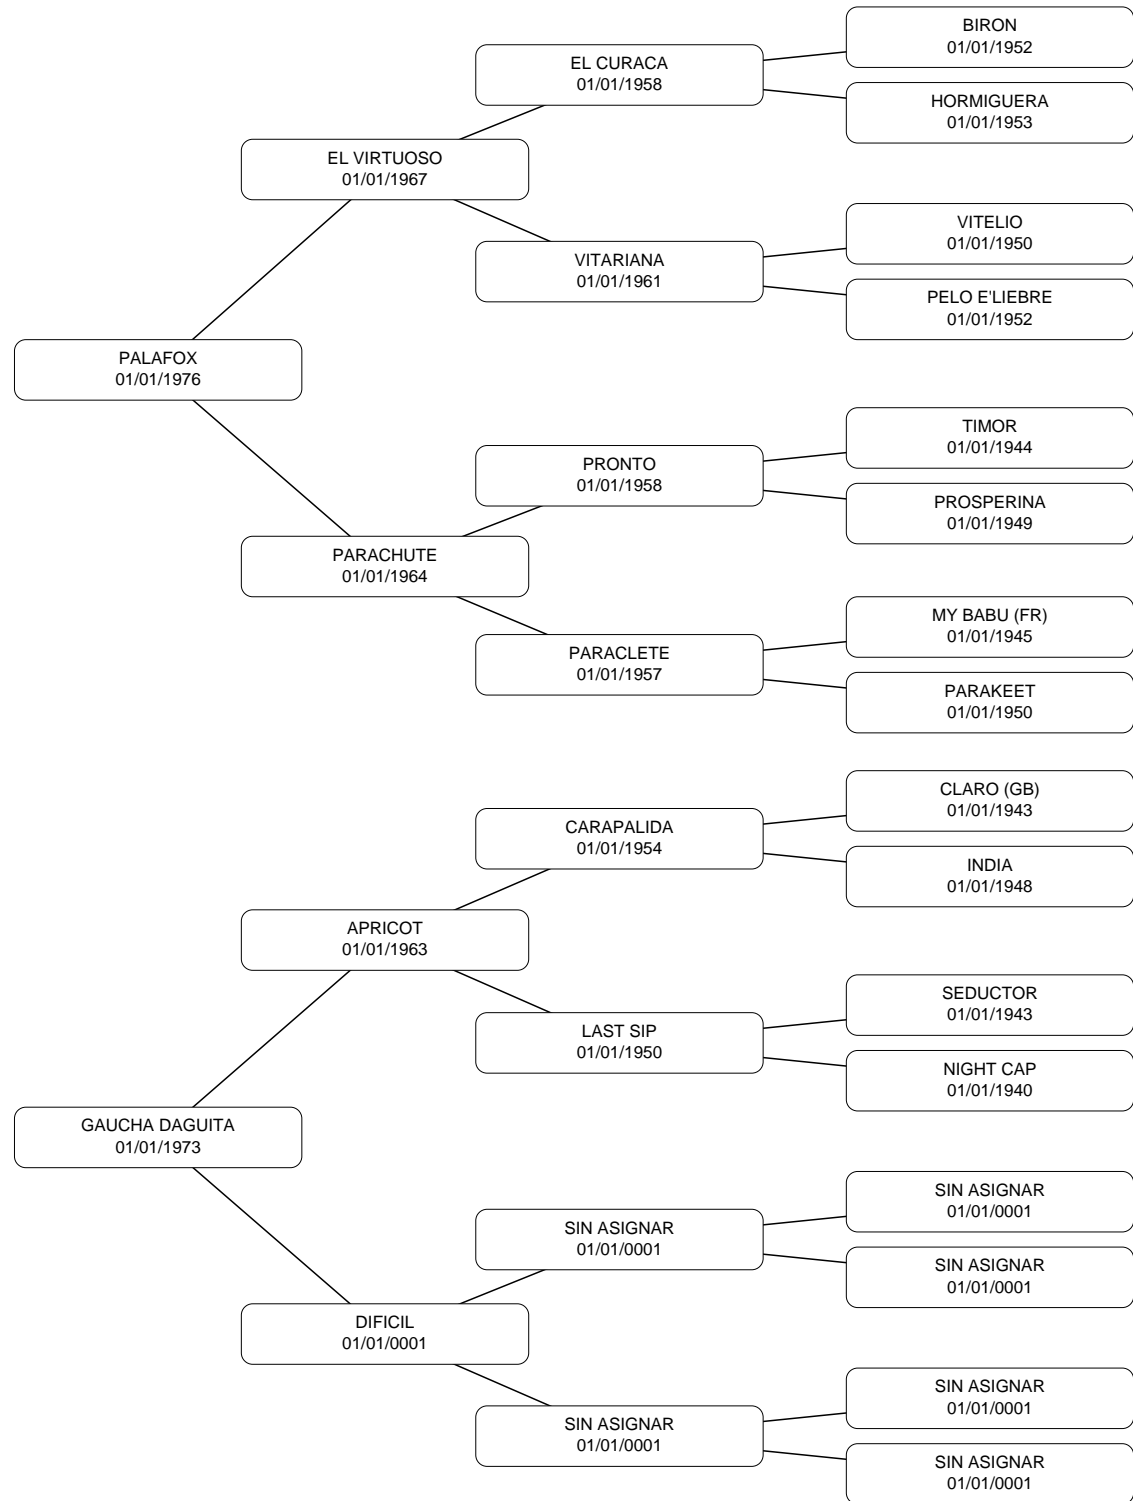 BIRON
01/01/1952
EL CURACA
01/01/1958
HORMIGUERA
01/01/1953
EL VIRTUOSO
01/01/1967
VITELIO
01/01/1950
VITARIANA
01/01/1961
PELO E'LIEBRE
01/01/1952
PALAFOX
01/01/1976
TIMOR
01/01/1944
PRONTO
01/01/1958
PROSPERINA
01/01/1949
PARACHUTE
01/01/1964
MY BABU (FR)
01/01/1945
PARACLETE
01/01/1957
PARAKEET
01/01/1950
CLARO (GB)
01/01/1943
CARAPALIDA
01/01/1954
INDIA
01/01/1948
APRICOT
01/01/1963
SEDUCTOR
01/01/1943
LAST SIP
01/01/1950
NIGHT CAP
01/01/1940
GAUCHA DAGUITA
01/01/1973
SIN ASIGNAR
01/01/0001
SIN ASIGNAR
01/01/0001
SIN ASIGNAR
01/01/0001
DIFICIL
01/01/0001
SIN ASIGNAR
01/01/0001
SIN ASIGNAR
01/01/0001
SIN ASIGNAR
01/01/0001